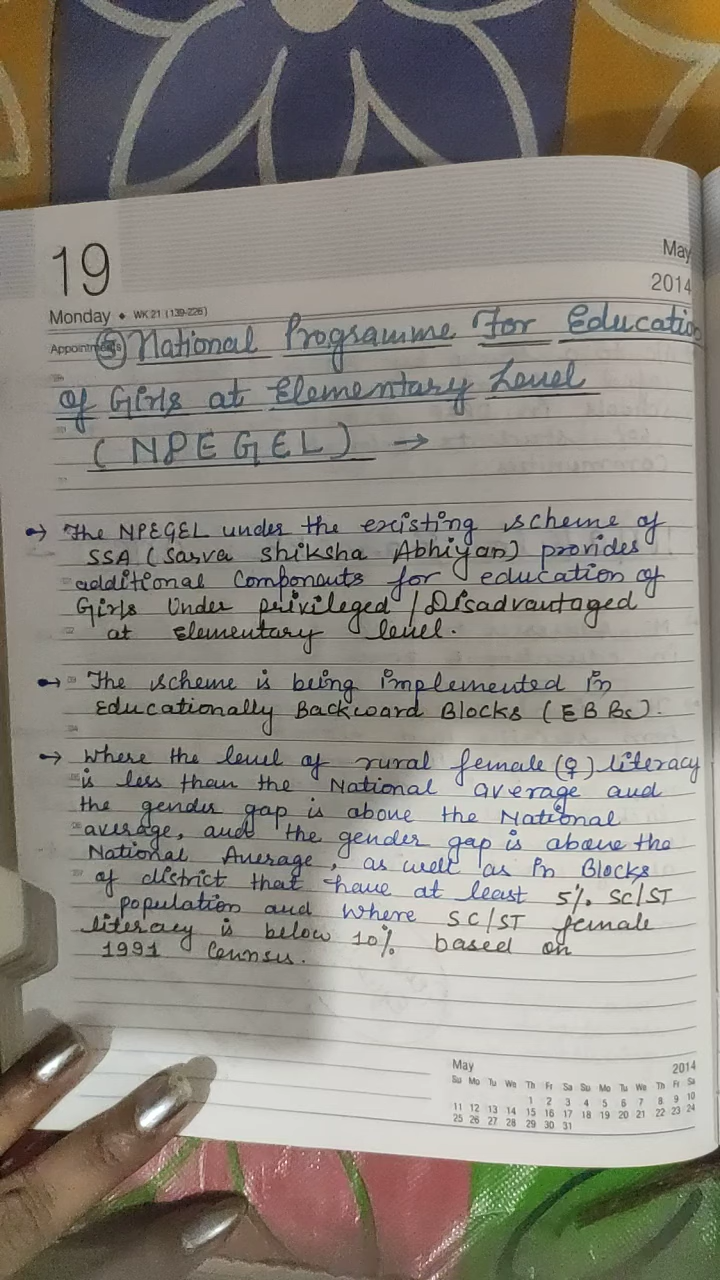 19
May
2014
Monday • WK 21 (139-226)
Appointments
⑤ National Programme For Educatio
of Girls at Elementary Level
(NPEGEL) →
→ The NPEGEL under the existing scheme of
SSA (Sarva Shiksha Abhiyan) provides
additional Componauts for education of
Girls Under privileged / Disadvantaged
at elementary level.
→ The scheme is being implemented in
Educationally Backward Blocks (EBBs).
→ Where the level of rural female (♀) literacy
is less than the National average and
the gender gap is above the National
average, and the gender gap is above the
National Average, as well as in Blocks
of district that have at least 5% SC/ST
population and where SC/ST female
literacy is below 10% based on
1991 Cennsus.
May 2014
Su Mo Tu We Th Fr Sa Su Mo Tu We Th Fr Sa
1 2 3 4 5 6 7 8 9 10
11 12 13 14 15 16 17 18 19 20 21 22 23 24
25 26 27 28 29 30 31